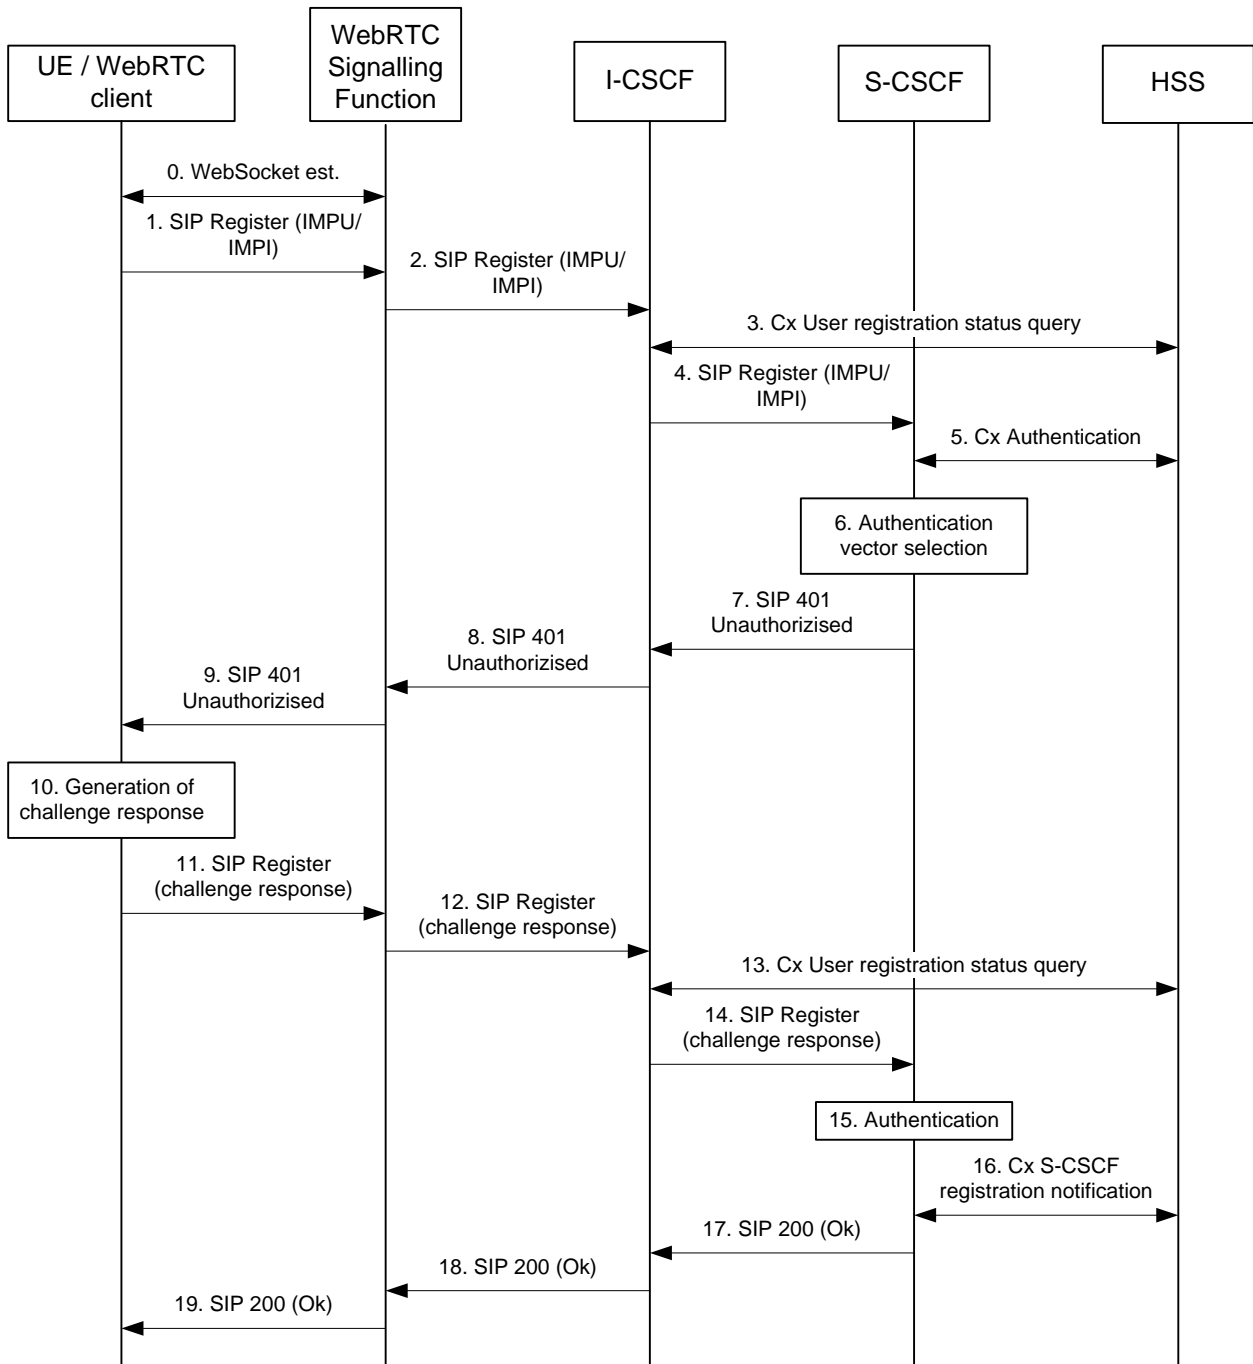 UE / WebRTC
client
WebRTC
Signalling
Function
I-CSCF
S-CSCF
HSS
0. WebSocket est.
1. SIP Register (IMPU/
IMPI)
2. SIP Register (IMPU/
IMPI)
3. Cx User registration status query
4. SIP Register (IMPU/
IMPI)
5. Cx Authentication
6. Authentication
vector selection
7. SIP 401
Unauthorizised
8. SIP 401
Unauthorizised
9. SIP 401
Unauthorizised
10. Generation of
challenge response
11. SIP Register
(challenge response)
12. SIP Register
(challenge response)
13. Cx User registration status query
14. SIP Register
(challenge response)
15. Authentication
16. Cx S-CSCF
registration notification
17. SIP 200 (Ok)
18. SIP 200 (Ok)
19. SIP 200 (Ok)